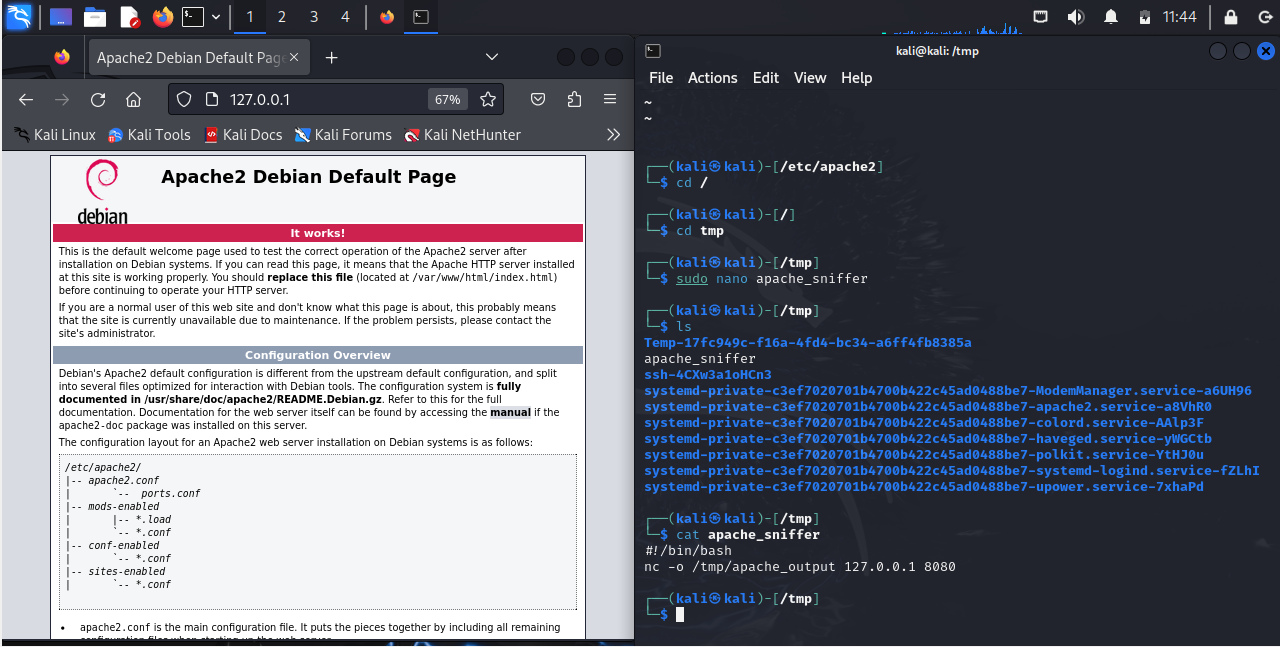 1 2 3 4
11:44
Apache2 Debian Default Page
127.0.0.1
67%
Kali Linux Kali Tools Kali Docs Kali Forums Kali NetHunter
debian
Apache2 Debian Default Page
It works!
This is the default welcome page used to test the correct operation of the Apache2 server after
installation on Debian systems. If you can read this page, it means that the Apache HTTP server installed
at this site is working properly. You should replace this file (located at /var/www/html/index.html)
before continuing to operate your HTTP server.
If you are a normal user of this web site and don't know what this page is about, this probably means
that the site is currently unavailable due to maintenance. If the problem persists, please contact the
site's administrator.
Configuration Overview
Debian's Apache2 default configuration is different from the upstream default configuration, and split
into several files optimized for interaction with Debian tools. The configuration system is fully
documented in /usr/share/doc/apache2/README.Debian.gz. Refer to this for the full
documentation. Documentation for the web server itself can be found by accessing the manual if the
apache2-doc package was installed on this server.
The configuration layout for an Apache2 web server installation on Debian systems is as follows:
/etc/apache2/
|-- apache2.conf
|       `--  ports.conf
|-- mods-enabled
|       |-- *.load
|       `-- *.conf
|-- conf-enabled
|       `-- *.conf
|-- sites-enabled
|       `-- *.conf
• apache2.conf is the main configuration file. It puts the pieces together by including all remaining
configuration files when starting up the web server.
kali@kali: /tmp
File Actions Edit View Help
~
~
┌──(kali㉿kali)-[/etc/apache2]
└─$ cd /
┌──(kali㉿kali)-[/]
└─$ cd tmp
┌──(kali㉿kali)-[/tmp]
└─$ sudo nano apache_sniffer
┌──(kali㉿kali)-[/tmp]
└─$ ls
Temp-17fc949c-f16a-4fd4-bc34-a6ff4fb8385a
apache_sniffer
ssh-4CXw3a1oHCn3
systemd-private-c3ef7020701b4700b422c45ad0488be7-ModemManager.service-a6UH96
systemd-private-c3ef7020701b4700b422c45ad0488be7-apache2.service-a8VhR0
systemd-private-c3ef7020701b4700b422c45ad0488be7-colord.service-AAlp3F
systemd-private-c3ef7020701b4700b422c45ad0488be7-haveged.service-yWGCtb
systemd-private-c3ef7020701b4700b422c45ad0488be7-polkit.service-YtHJ0u
systemd-private-c3ef7020701b4700b422c45ad0488be7-systemd-logind.service-fZLhI
systemd-private-c3ef7020701b4700b422c45ad0488be7-upower.service-7xhaPd
┌──(kali㉿kali)-[/tmp]
└─$ cat apache_sniffer
#!/bin/bash
nc -o /tmp/apache_output 127.0.0.1 8080
┌──(kali㉿kali)-[/tmp]
└─$